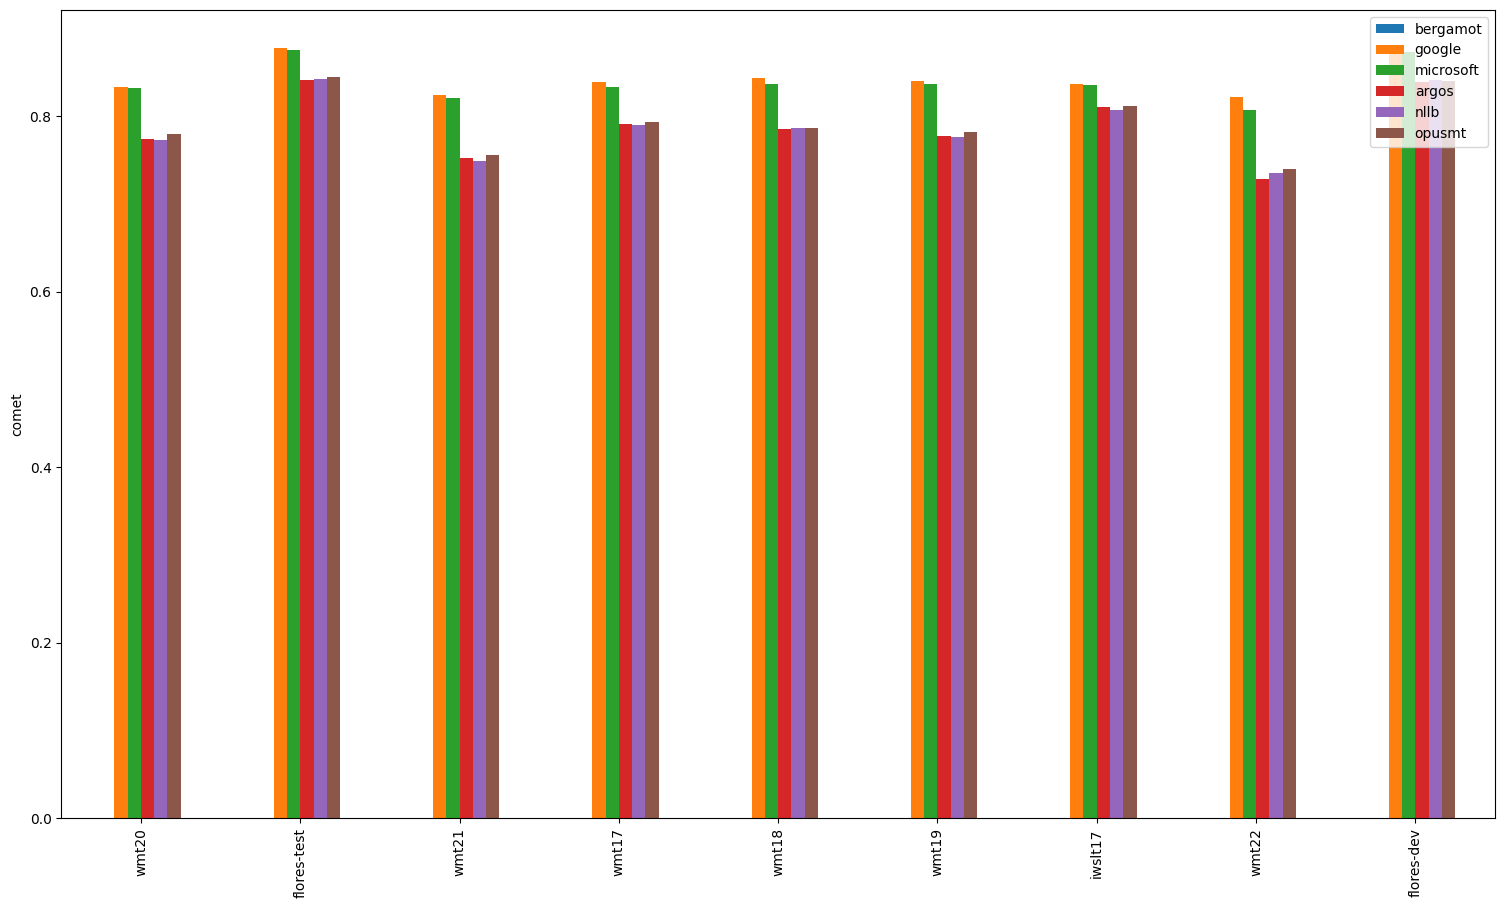 bergamot
google
microsoft
argos
nllb
opusmt
comet
0.8
0.6
0.4
0.2
0.0
wmt20
flores-test
wmt21
wmt17
wmt18
wmt19
iwslt17
wmt22
flores-dev